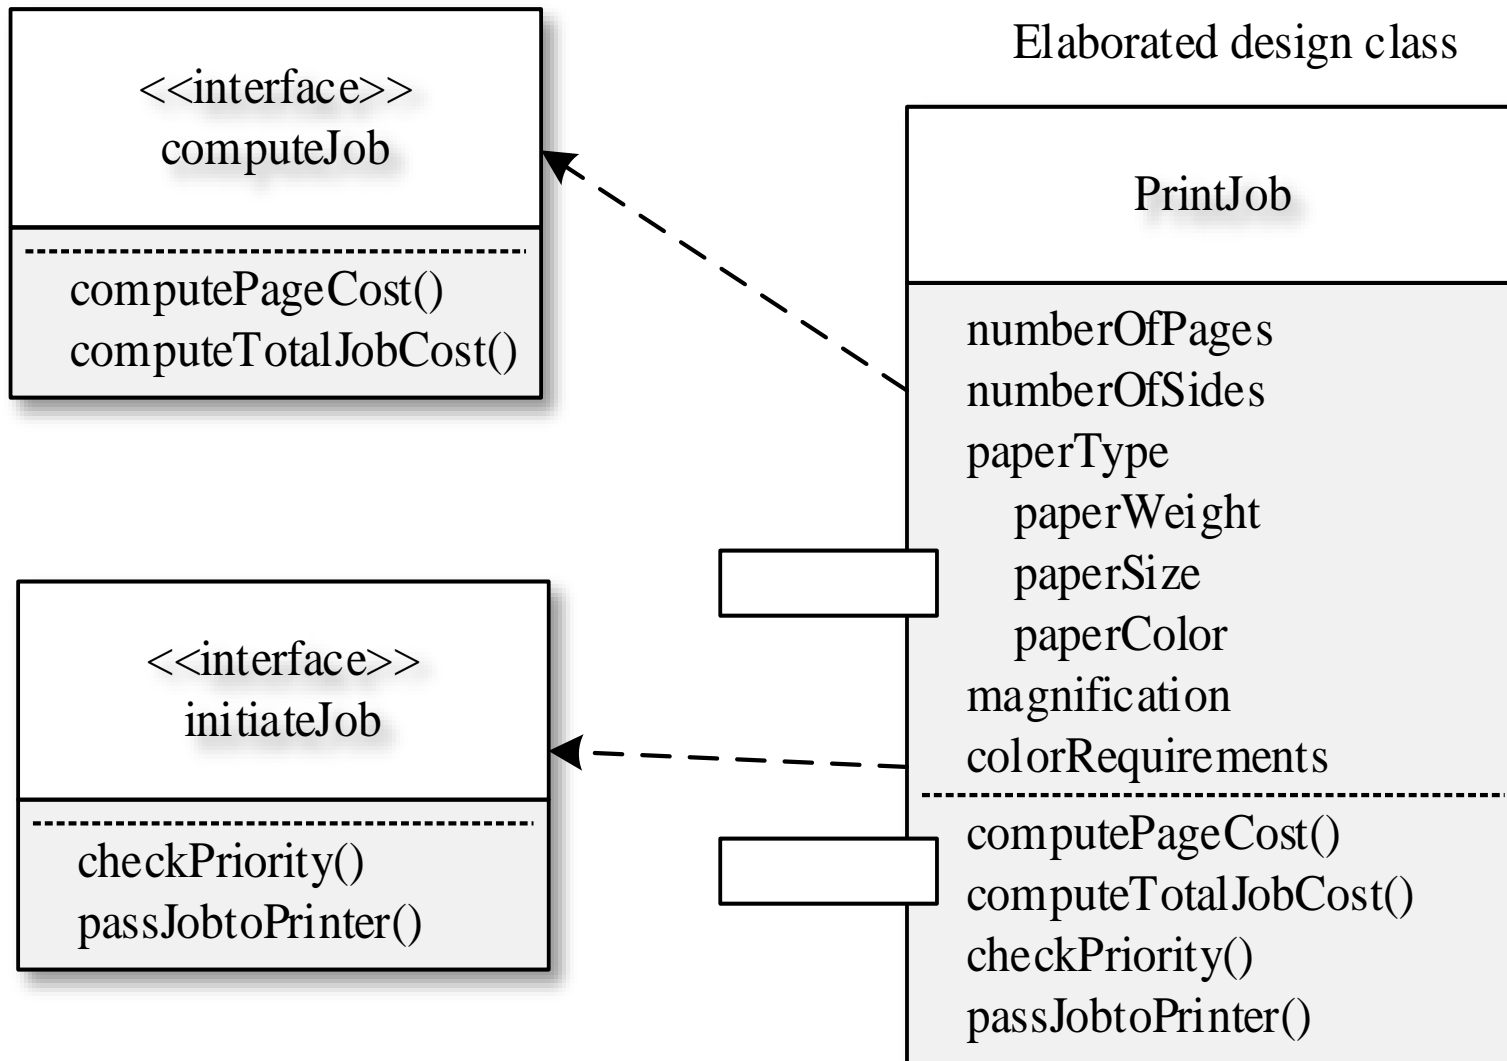 <<interface>>
computeJob
computePageCost()
computeTotalJobCost()
<<interface>>
initiateJob
checkPriority()
passJobtoPrinter()
Elaborated design class
PrintJob
numberOfPages
numberOfSides
paperType
paperWeight
paperSize
paperColor
magnification
colorRequirements
computePageCost()
computeTotalJobCost()
checkPriority()
passJobtoPrinter()